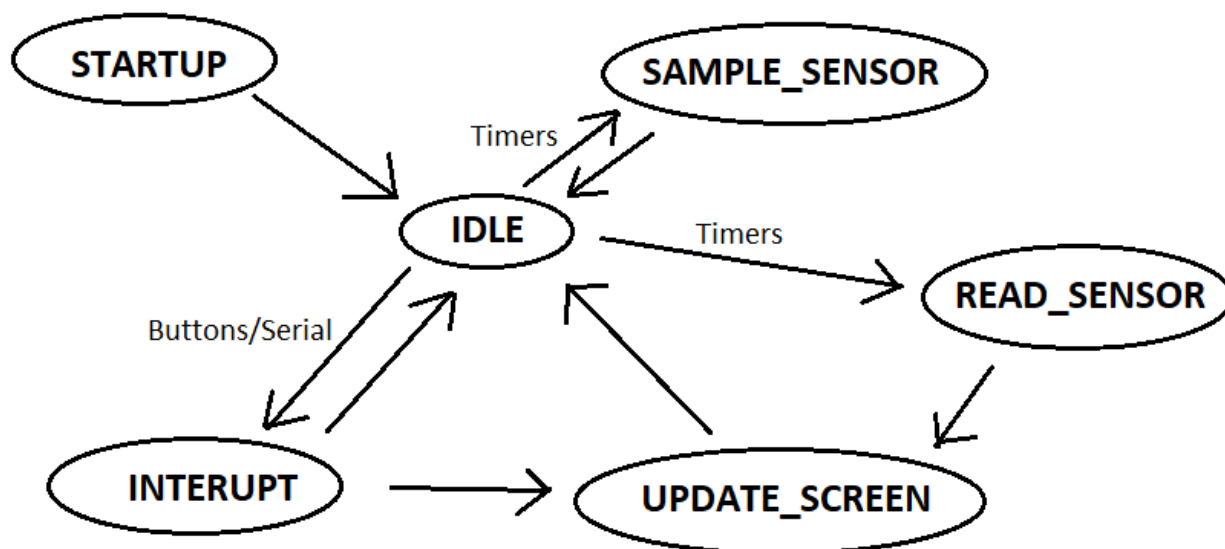 STARTUP
SAMPLE_SENSOR
Timers
IDLE
Timers
READ_SENSOR
Buttons/Serial
INTERUPT
UPDATE_SCREEN